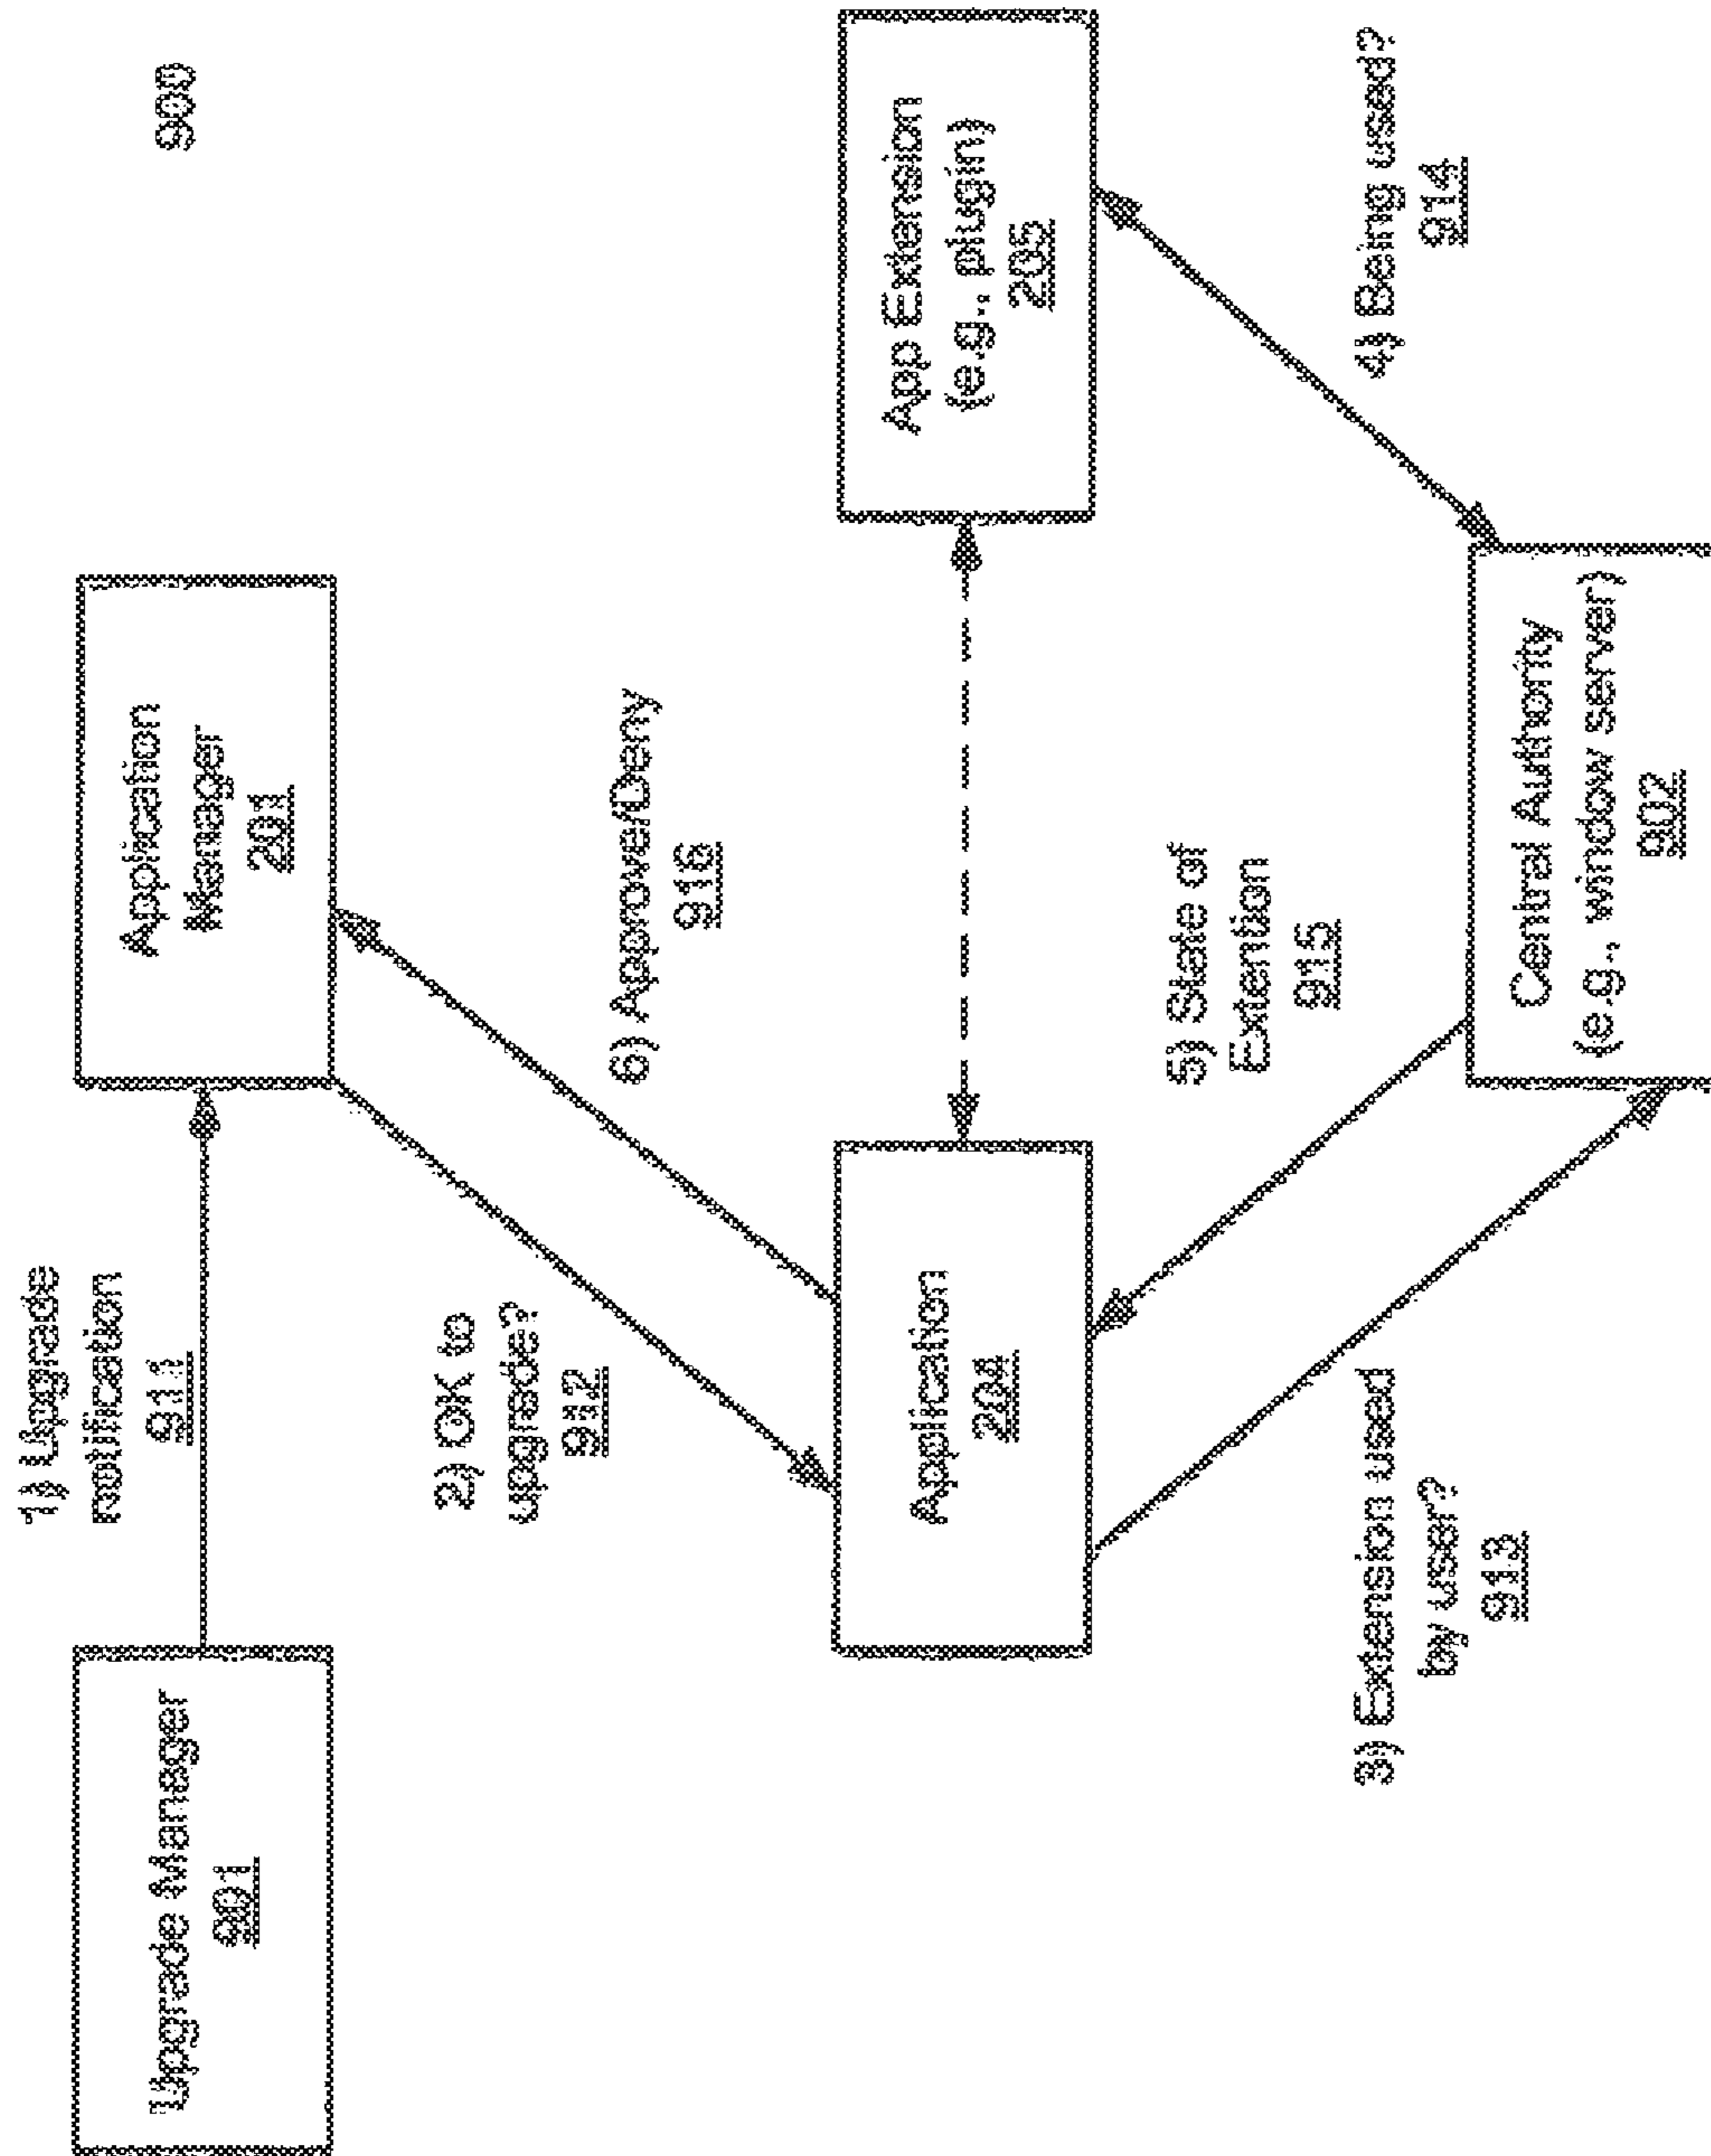 900
1) Upgrade
notification
911
Upgrade Manager
901
Application
Manager
201
2) OK to
upgrade?
912
6) Approve/Deny
916
Application
204
App Extension
(e.g., plugin)
205
3) Extension used
by user?
913
5) State of
Extention
915
4) Being used?
914
Central Authority
(e.g., window server)
902